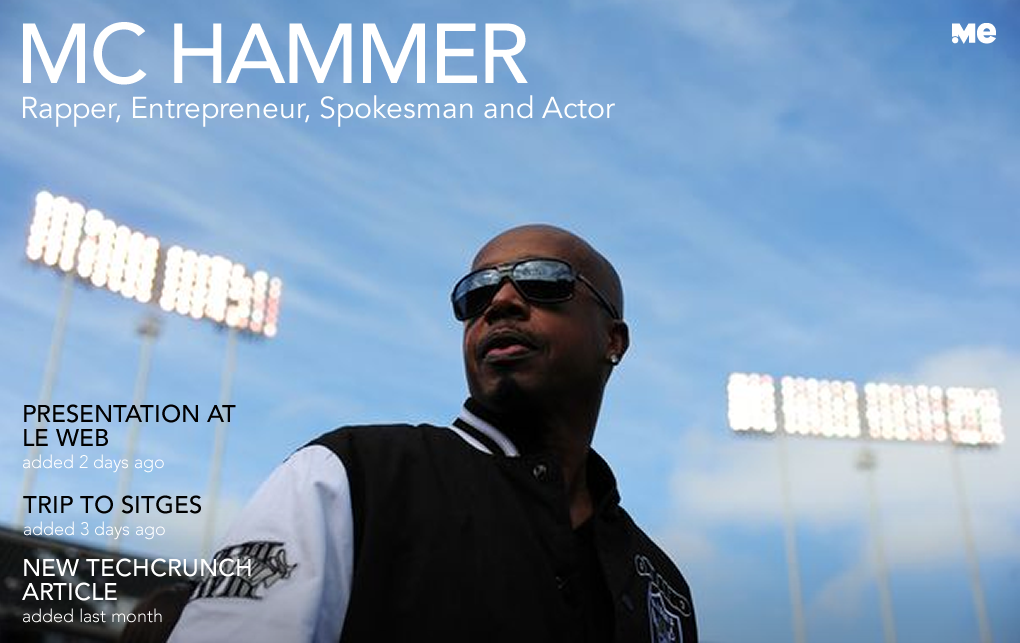 MC HAMMER
Rapper, Entrepreneur, Spokesman and Actor
.Me
PRESENTATION AT
LE WEB
added 2 days ago
TRIP TO SITGES
added 3 days ago
NEW TECHCRUNCH
ARTICLE
added last month